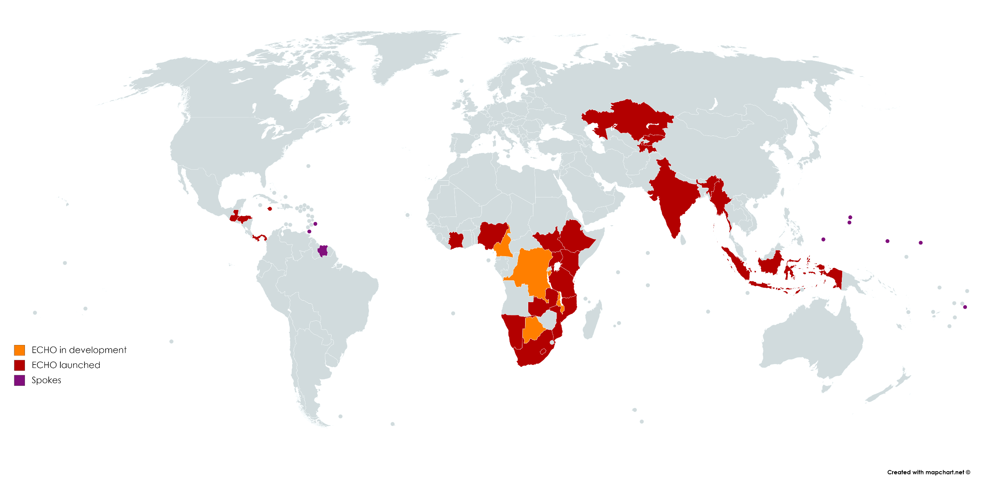 ECHO in development
ECHO launched
Spokes
Created with mapchart.net ©